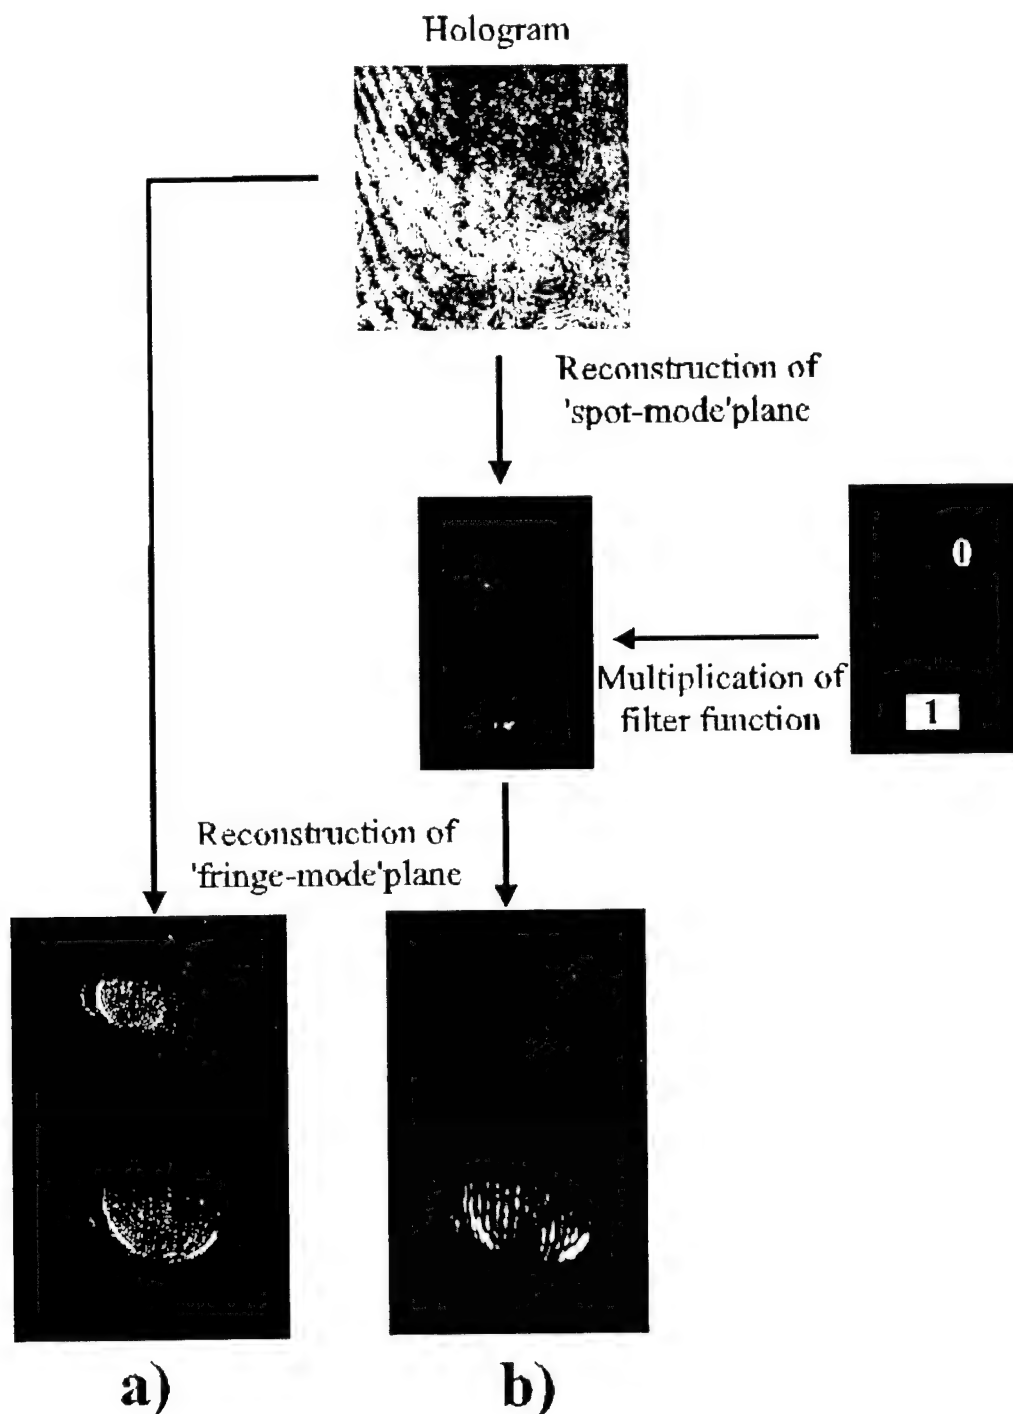 Hologram
Reconstruction of
'spot-mode'plane
0
Multiplication of
filter function
1
Reconstruction of
'fringe-mode'plane
a)
b)